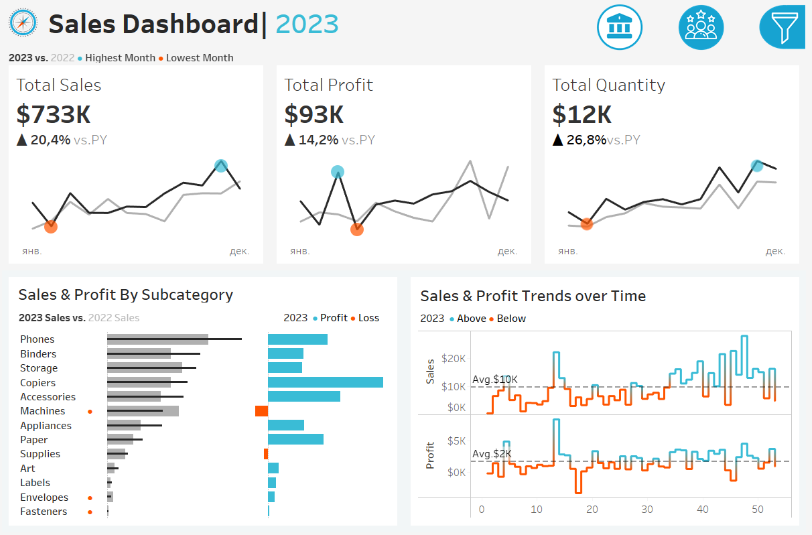 Sales Dashboard| 2023
2023 vs. 2022 • Highest Month • Lowest Month
Total Sales
$733K
▲ 20,4% vs.PY
янв. дек.
Total Profit
$93K
▲ 14,2% vs.PY
янв. дек.
Total Quantity
$12K
▲ 26,8% vs.PY
янв. дек.
Sales & Profit By Subcategory
2023 Sales vs. 2022 Sales
2023 • Profit • Loss
Phones
Binders
Storage
Copiers
Accessories
Machines
Appliances
Paper
Supplies
Art
Labels
Envelopes
Fasteners
Sales & Profit Trends over Time
2023 • Above • Below
Sales
$20K
$10K
$0K
Avg.$10K
Profit
$5K
$0K
Avg.$2K
0 10 20 30 40 50